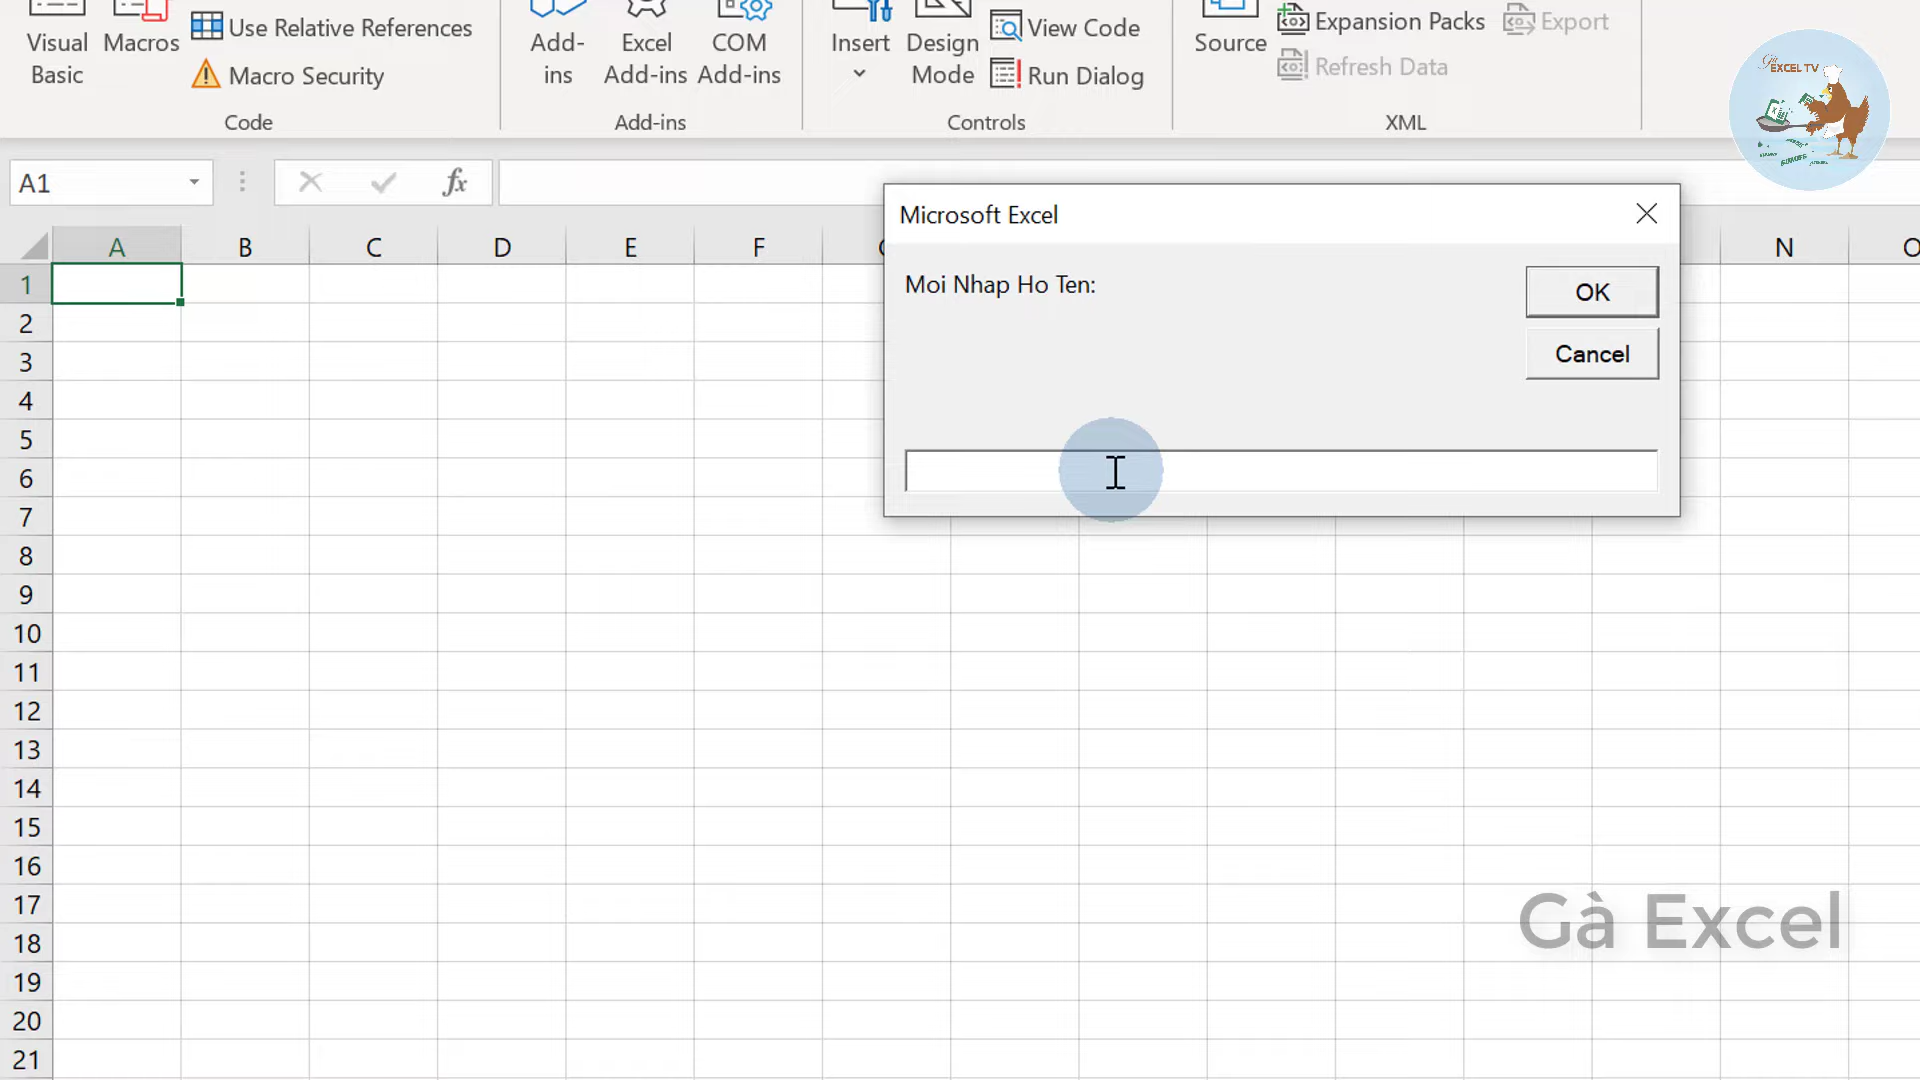 Visual Basic
Macros
Use Relative References
Macro Security
Code
Add-ins
Excel Add-ins
COM Add-ins
Add-ins
Insert
Design Mode
View Code
Run Dialog
Controls
Source
Expansion Packs
Export
Refresh Data
XML
EXCEL TV
A1
fx
Microsoft Excel
Moi Nhap Ho Ten:
OK
Cancel
A B C D E F N O
1
2
3
4
5
6
7
8
9
10
11
12
13
14
15
16
17
18
19
20
21
Gà Excel